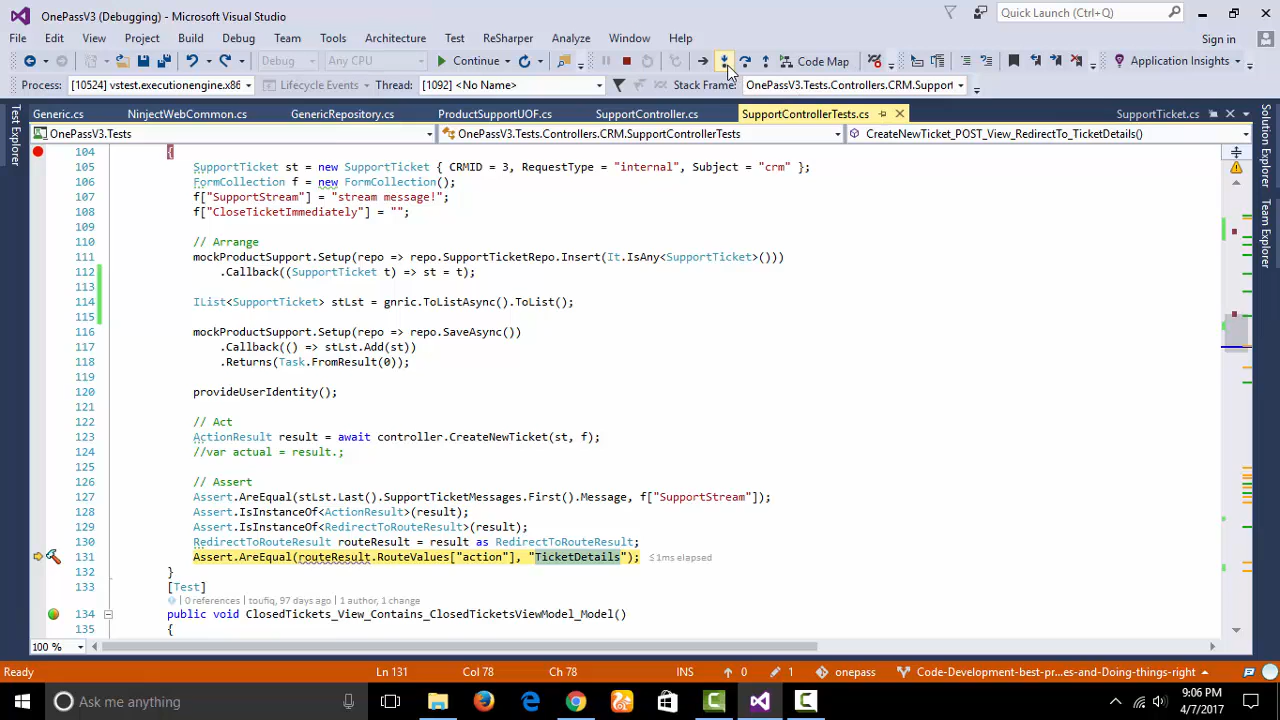 OnePassV3 (Debugging) - Microsoft Visual Studio
Quick Launch (Ctrl+Q)
File Edit View Project Build Debug Team Tools Architecture Test ReSharper Analyze Window Help
Sign in
Debug Any CPU Continue Code Map Application Insights
Process: [10524] vstest.executionengine.x86 Lifecycle Events Thread: [1092] <No Name> Stack Frame: OnePassV3.Tests.Controllers.CRM.Support
Generic.cs NinjectWebCommon.cs GenericRepository.cs ProductSupportUOF.cs SupportController.cs SupportControllerTests.cs SupportTicket.cs
OnePassV3.Tests OnePassV3.Tests.Controllers.CRM.SupportControllerTests CreateNewTicket_POST_View_RedirectTo_TicketDetails()
Test Explorer
Solution Explorer
Team Explorer
104 {
105 SupportTicket st = new SupportTicket { CRMID = 3, RequestType = "internal", Subject = "crm" };
106 FormCollection f = new FormCollection();
107 f["SupportStream"] = "stream message!";
108 f["CloseTicketImmediately"] = "";
109
110 // Arrange
111 mockProductSupport.Setup(repo => repo.SupportTicketRepo.Insert(It.IsAny<SupportTicket>()))
112 .Callback((SupportTicket t) => st = t);
113
114 IList<SupportTicket> stLst = gnric.ToListAsync().ToList();
115
116 mockProductSupport.Setup(repo => repo.SaveAsync())
117 .Callback(() => stLst.Add(st))
118 .Returns(Task.FromResult(0));
119
120 provideUserIdentity();
121
122 // Act
123 ActionResult result = await controller.CreateNewTicket(st, f);
124 //var actual = result.;
125
126 // Assert
127 Assert.AreEqual(stLst.Last().SupportTicketMessages.First().Message, f["SupportStream"]);
128 Assert.IsInstanceOf<ActionResult>(result);
129 Assert.IsInstanceOf<RedirectToRouteResult>(result);
130 RedirectToRouteResult routeResult = result as RedirectToRouteResult;
131 Assert.AreEqual(routeResult.RouteValues["action"], "TicketDetails"); ≤1ms elapsed
132 }
133 [Test]
0 references | toufiq, 97 days ago | 1 author, 1 change
134 public void ClosedTickets_View_Contains_ClosedTicketsViewModel_Model()
135 {
100 %
Ready Ln 131 Col 78 Ch 78 INS 0 1 onepass Code-Development-best-pr...es-and-Doing-things-right
Ask me anything
9:06 PM
4/7/2017